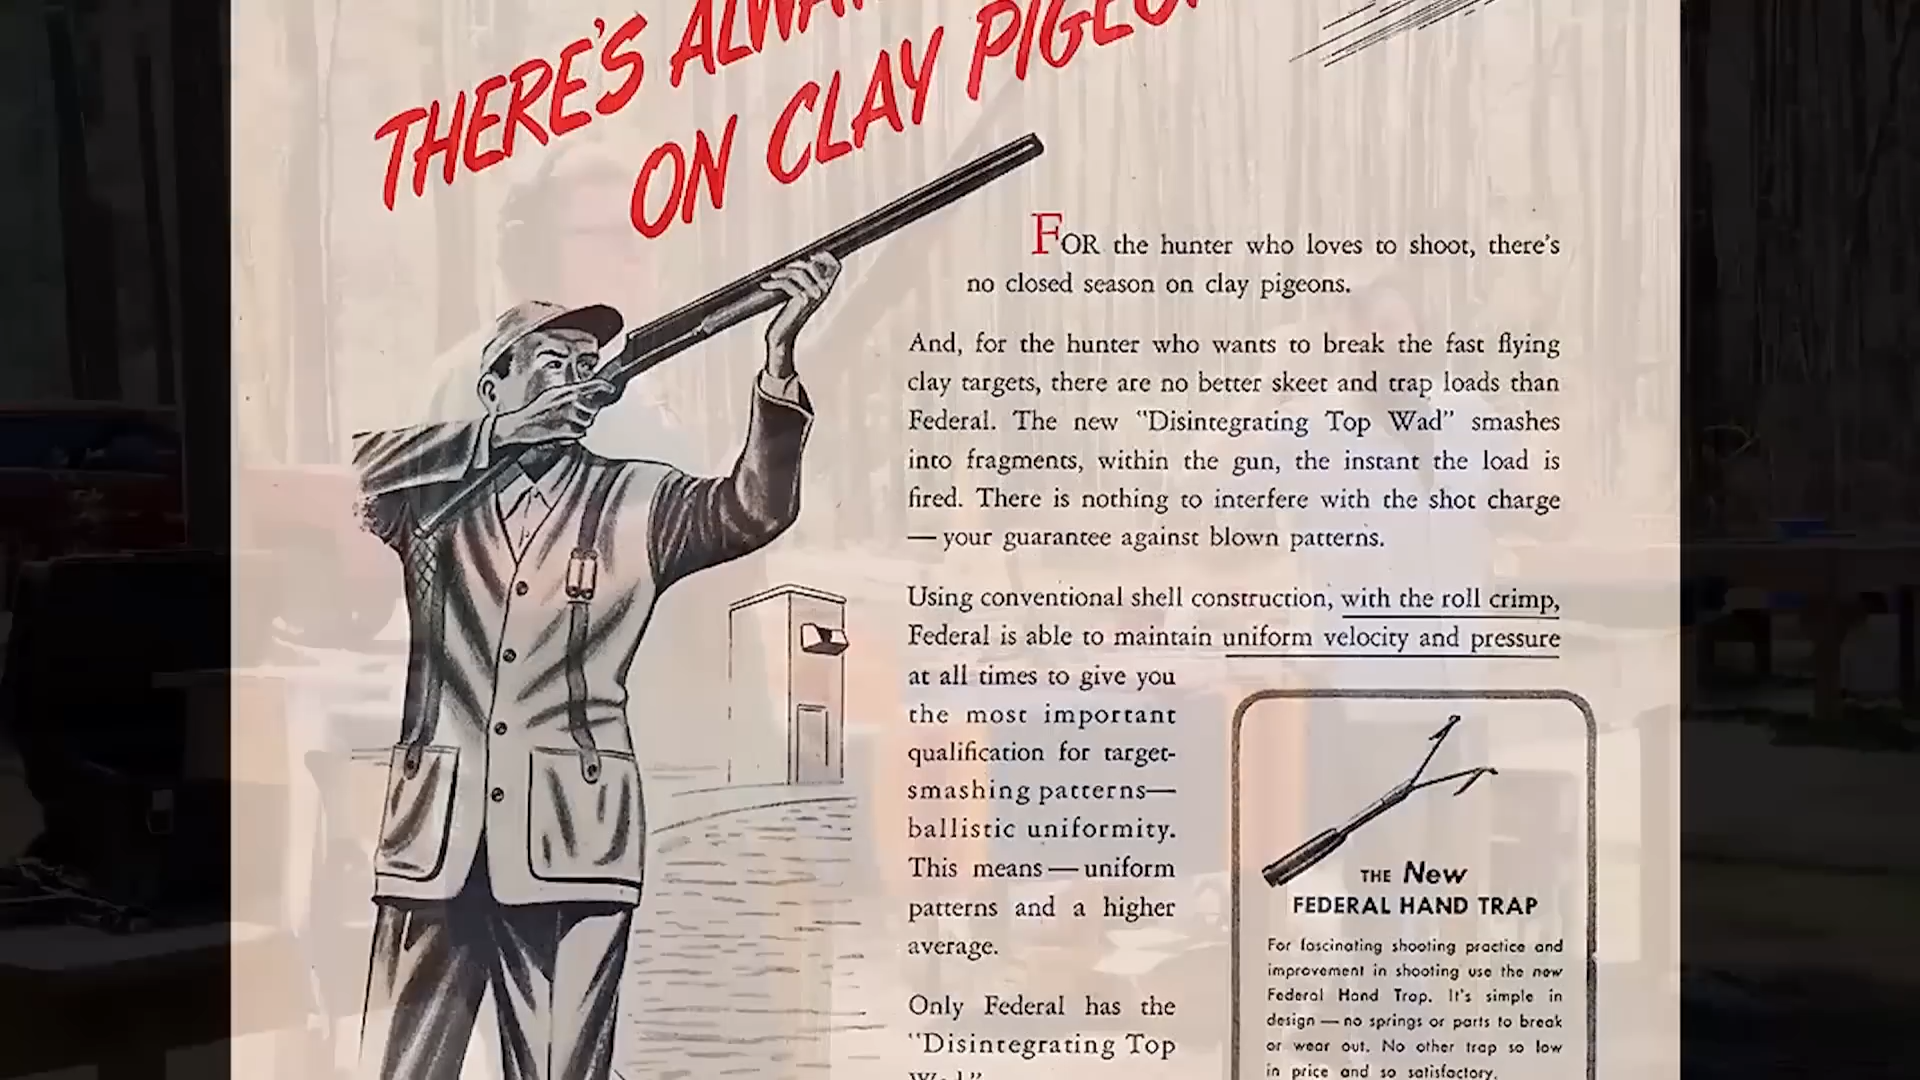 THERE'S
ON CLAY
FOR the hunter who loves to shoot, there's
no closed season on clay pigeons.
And, for the hunter who wants to break the fast flying
clay targets, there are no better skeet and trap loads than
Federal. The new "Disintegrating Top Wad" smashes
into fragments, within the gun, the instant the load is
fired. There is nothing to interfere with the shot charge
— your guarantee against blown patterns.
Using conventional shell construction, with the roll crimp,
Federal is able to maintain uniform velocity and pressure
at all times to give you
the most important
qualification for target-
smashing patterns—
ballistic uniformity.
This means — uniform
patterns and a higher
average.
Only Federal has the
"Disintegrating Top
THE New
FEDERAL HAND TRAP
For fascinating shooting practice and
improvement in shooting use the new
Federal Hand Trap. It's simple in
design — no springs or parts to break
or wear out. No other trap so low
in price and so satisfactory.